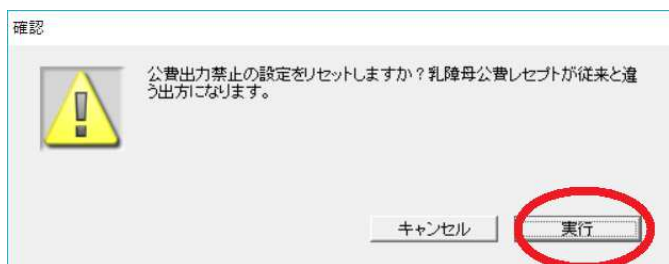 確認
公費出力禁止の設定をリセットしますか？乳障母公費レセプトが従来と違
う出方になります。
キャンセル
実行